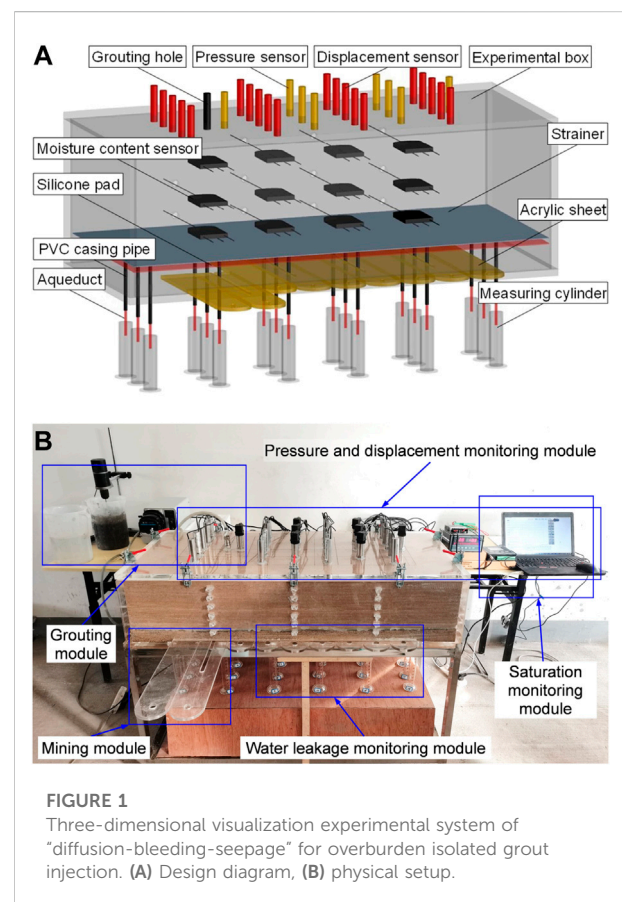 A
Grouting hole
Pressure sensor
Displacement sensor
Experimental box
Moisture content sensor
Strainer
Silicone pad
Acrylic sheet
PVC casing pipe
Aqueduct
Measuring cylinder
B
Pressure and displacement monitoring module
Grouting
module
Saturation
monitoring
module
Mining module
Water leakage monitoring module
FIGURE 1
Three-dimensional visualization experimental system of
“diffusion-bleeding-seepage” for overburden isolated grout
injection. (A) Design diagram, (B) physical setup.